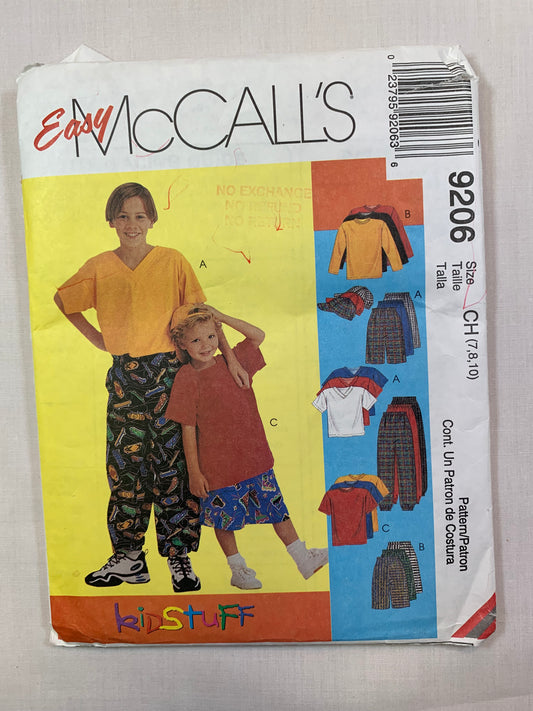 Easy McCALL'S
NO EXCHANGE
NO REFUND
NO RETURN
A
C
B
A
A
C
B
kidStuff
0 23795 92063 6
9206
Size
Taille
Talla
CH (7,8,10)
Pattern/Patron
Cont. Un Patron de Costura